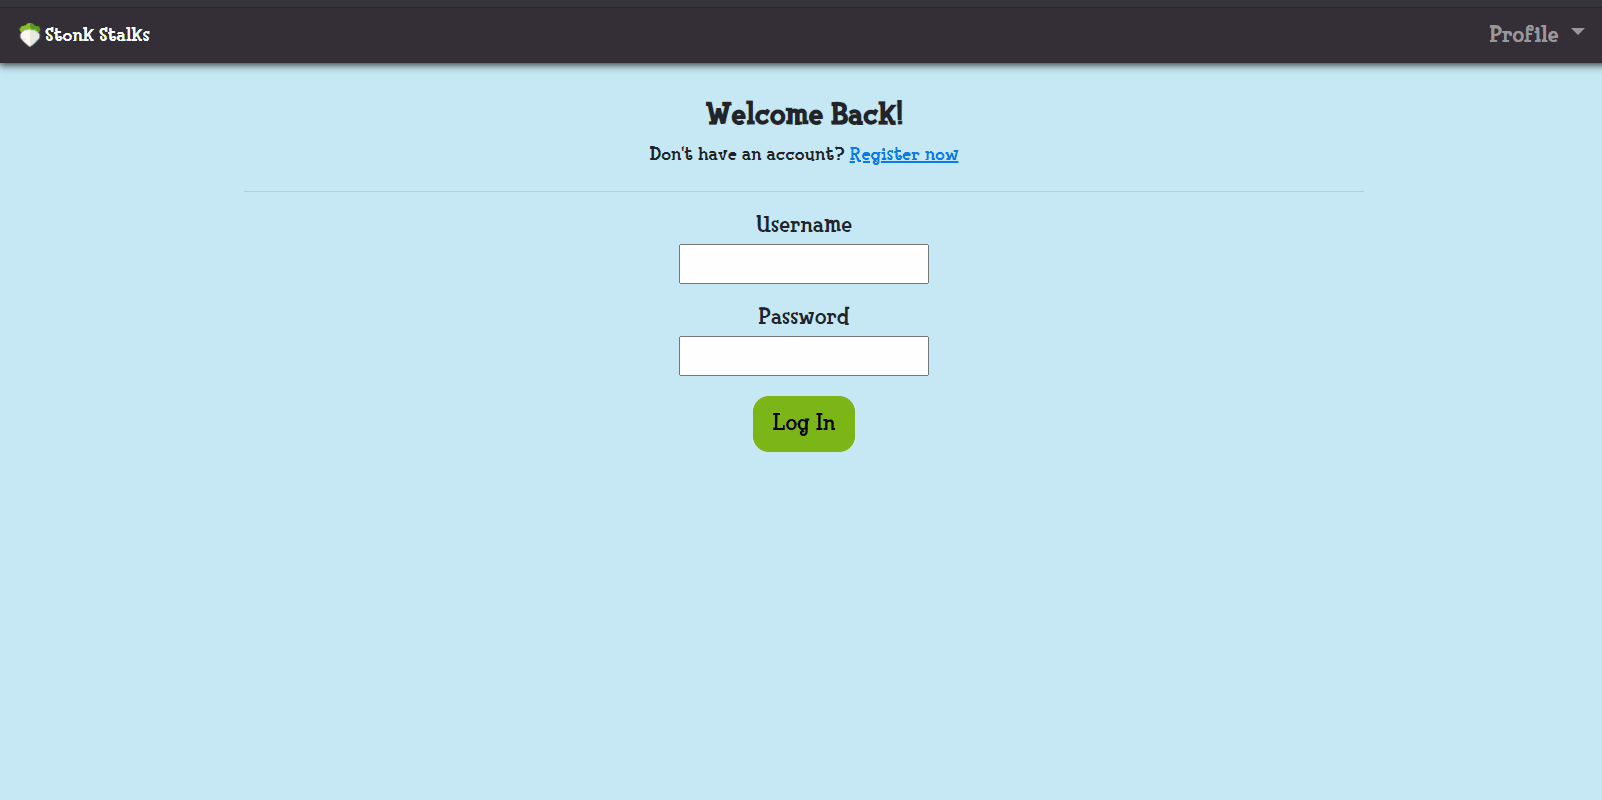 Stonk Stalks
Profile
Welcome Back!
Don't have an account? Register now
Username
Password
Log In